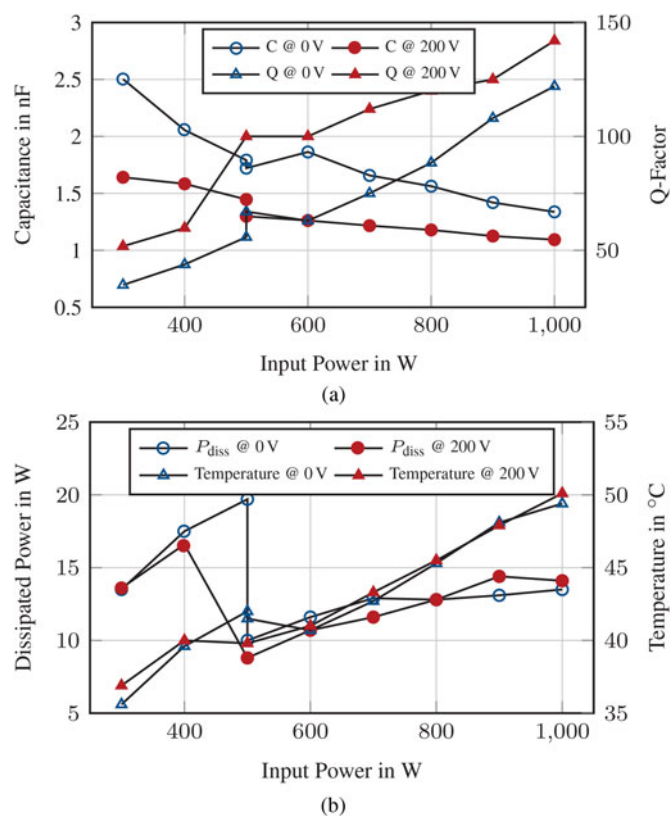 3
2.5
2
1.5
1
0.5
Capacitance in nF
C @ 0 V C @ 200 V
Q @ 0 V Q @ 200 V
150
100
50
Q-Factor
400 600 800 1,000
Input Power in W
(a)
25
20
15
10
5
Dissipated Power in W
Pdiss @ 0 V Pdiss @ 200 V
Temperature @ 0 V Temperature @ 200 V
55
50
45
40
35
Temperature in °C
400 600 800 1,000
Input Power in W
(b)